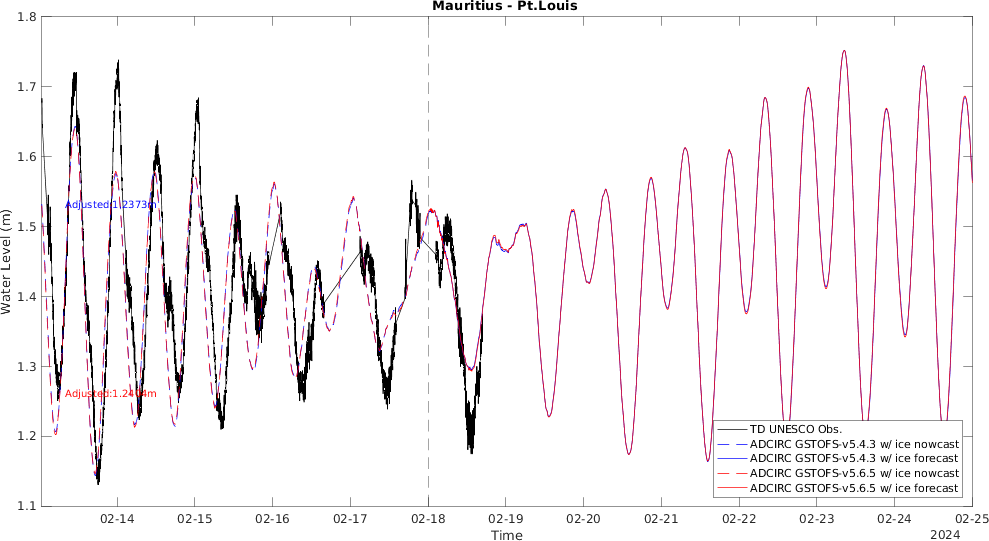 Mauritius - Pt.Louis
1.8
1.7
1.6
1.5
1.4
1.3
1.2
1.1
Water Level (m)
Adjusted:1.2373m
Adjusted:1.2404m
TD UNESCO Obs.
ADCIRC GSTOFS-v5.4.3 w/ ice nowcast
ADCIRC GSTOFS-v5.4.3 w/ ice forecast
ADCIRC GSTOFS-v5.6.5 w/ ice nowcast
ADCIRC GSTOFS-v5.6.5 w/ ice forecast
02-14 02-15 02-16 02-17 02-18 02-19 02-20 02-21 02-22 02-23 02-24 02-25
Time
2024